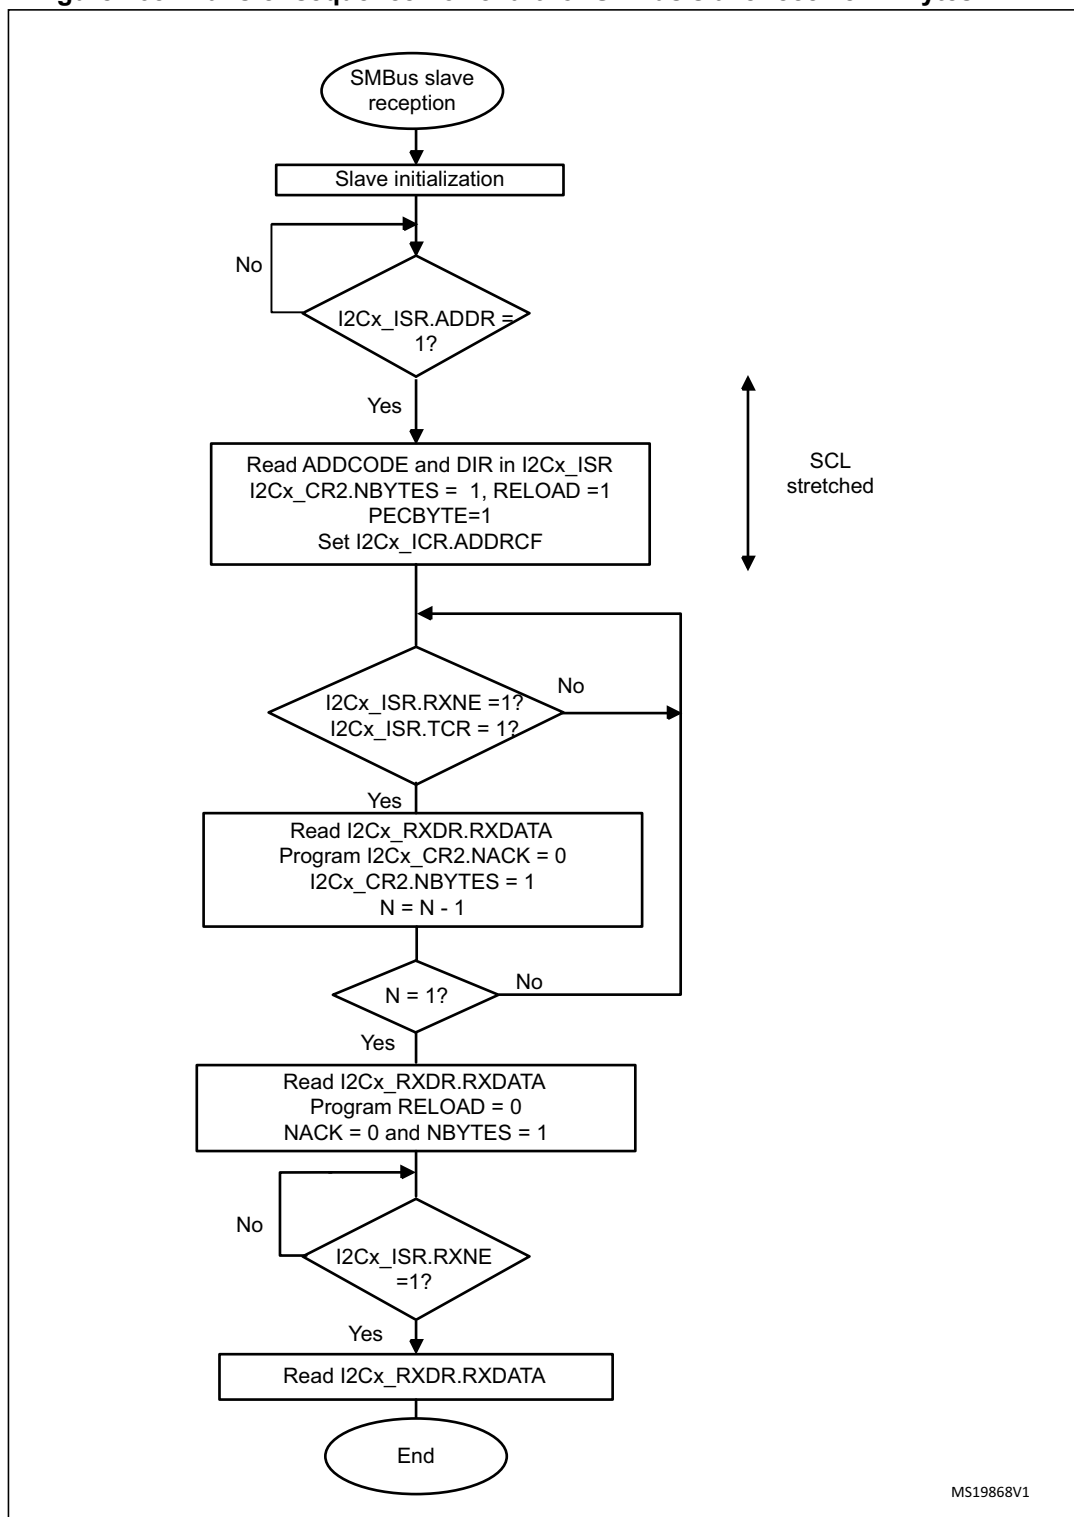 SMBus slave
reception
Slave initialization
No
I2Cx_ISR.ADDR =
1?
Yes
Read ADDCODE and DIR in I2Cx_ISR
I2Cx_CR2.NBYTES = 1, RELOAD =1
PECBYTE=1
Set I2Cx_ICR.ADDRCF
SCL
stretched
I2Cx_ISR.RXNE =1?
I2Cx_ISR.TCR = 1?
No
Yes
Read I2Cx_RXDR.RXDATA
Program I2Cx_CR2.NACK = 0
I2Cx_CR2.NBYTES = 1
N = N - 1
N = 1?
No
Yes
Read I2Cx_RXDR.RXDATA
Program RELOAD = 0
NACK = 0 and NBYTES = 1
No
I2Cx_ISR.RXNE
=1?
Yes
Read I2Cx_RXDR.RXDATA
End
MS19868V1